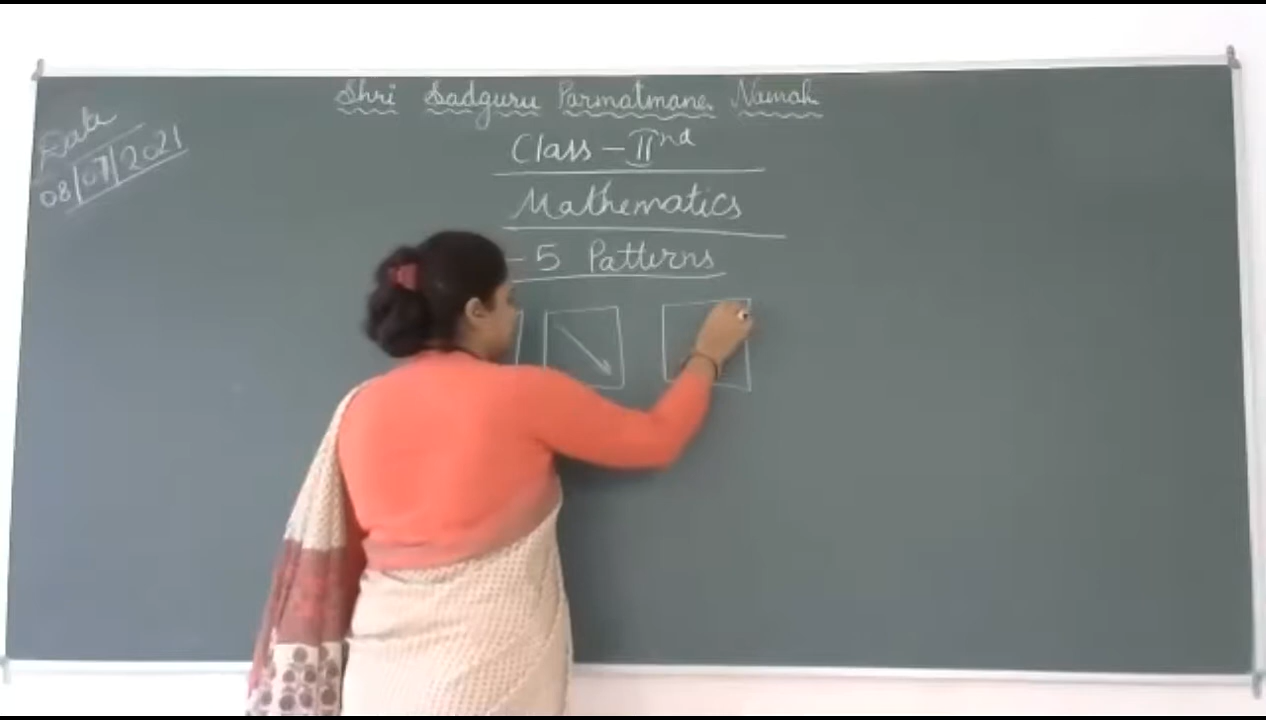 Shri Sadguru Parmatmane Namah
Date
08/07/2021
Class - IInd
Mathematics
- 5 Patterns